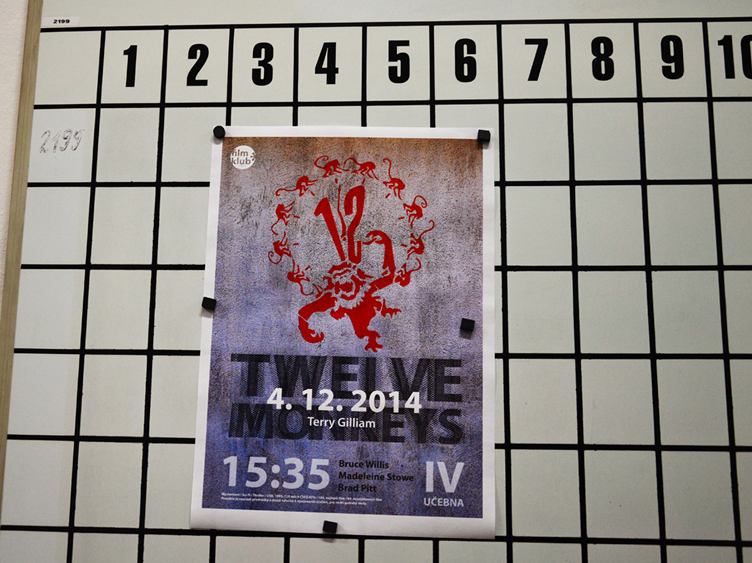 2199
1 2 3 4 5 6 7 8 9 10
2199
film
klub
12
TWELVE
4. 12. 2014
MONKEYS
Terry Gilliam
15:35
Bruce Willis
Madeleine Stowe
Brad Pitt
IV
UČEBNA